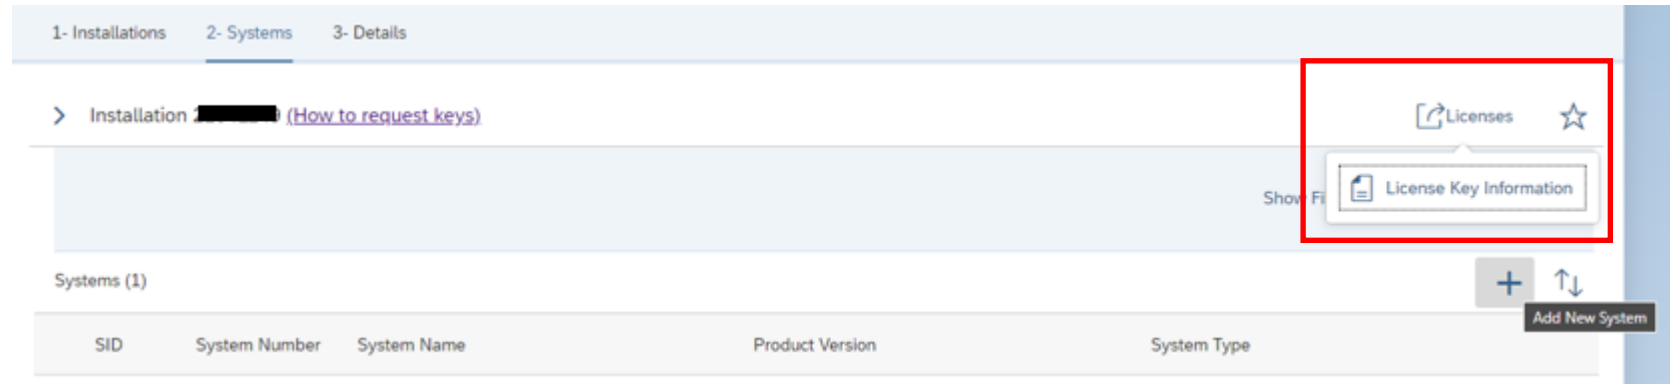 1- Installations 2- Systems 3- Details
Installation (How to request keys) Licenses
License Key Information
Show Fi
Systems (1)
Add New System
SID System Number System Name Product Version System Type